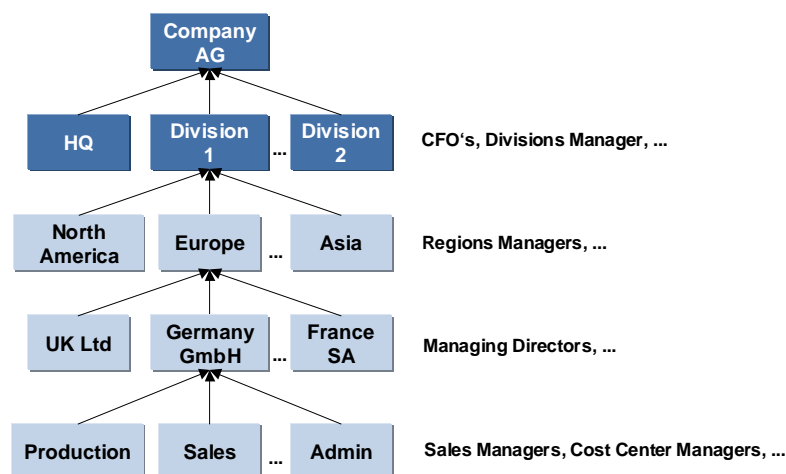 Company
AG
HQ
Division
1
...
Division
2
CFO‘s, Divisions Manager, ...
North
America
Europe
...
Asia
Regions Managers, ...
UK Ltd
Germany
GmbH
...
France
SA
Managing Directors, ...
Production
Sales
...
Admin
Sales Managers, Cost Center Managers, ...